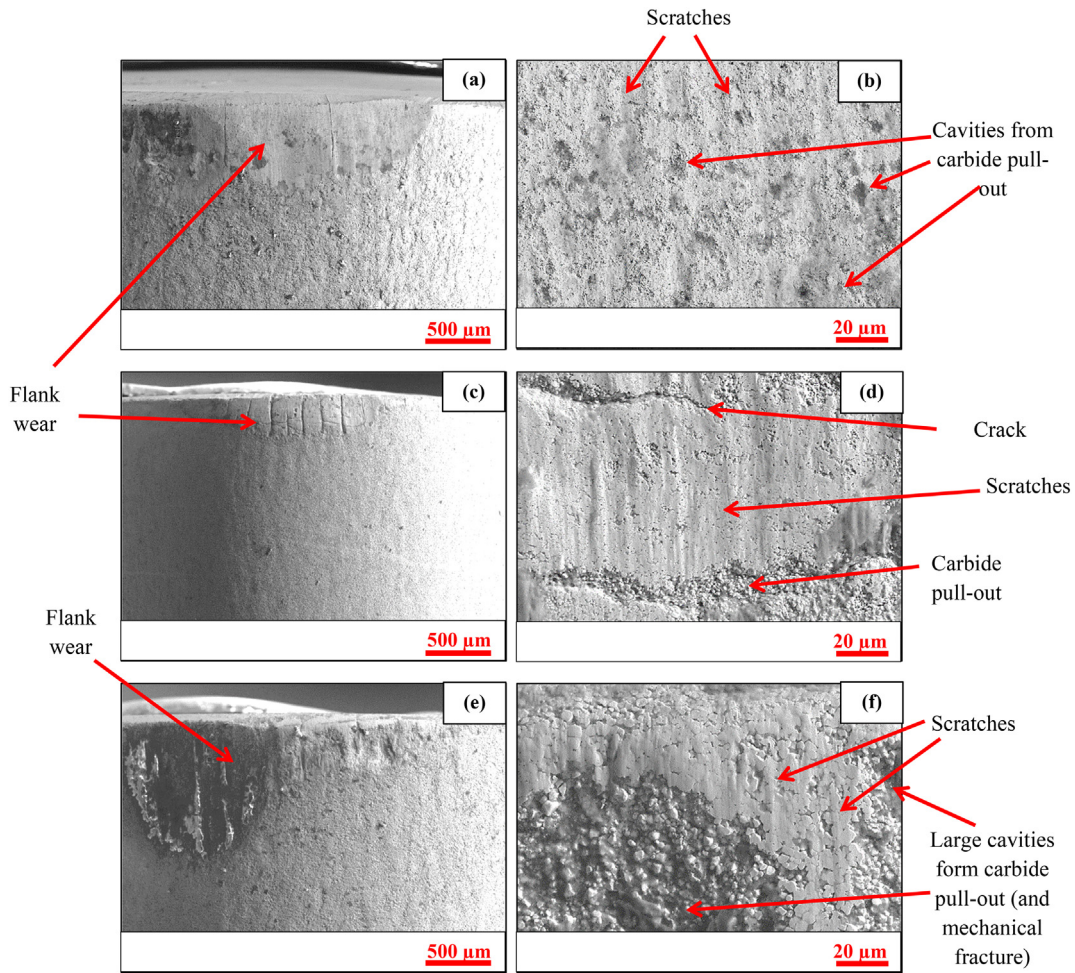 Scratches
(a)
(b)
Cavities from
carbide pull-
out
500 µm
20 µm
Flank
wear
(c)
(d)
Crack
Scratches
Carbide
pull-out
500 µm
20 µm
Flank
wear
(e)
(f)
Scratches
Large cavities
form carbide
pull-out (and
mechanical
fracture)
500 µm
20 µm